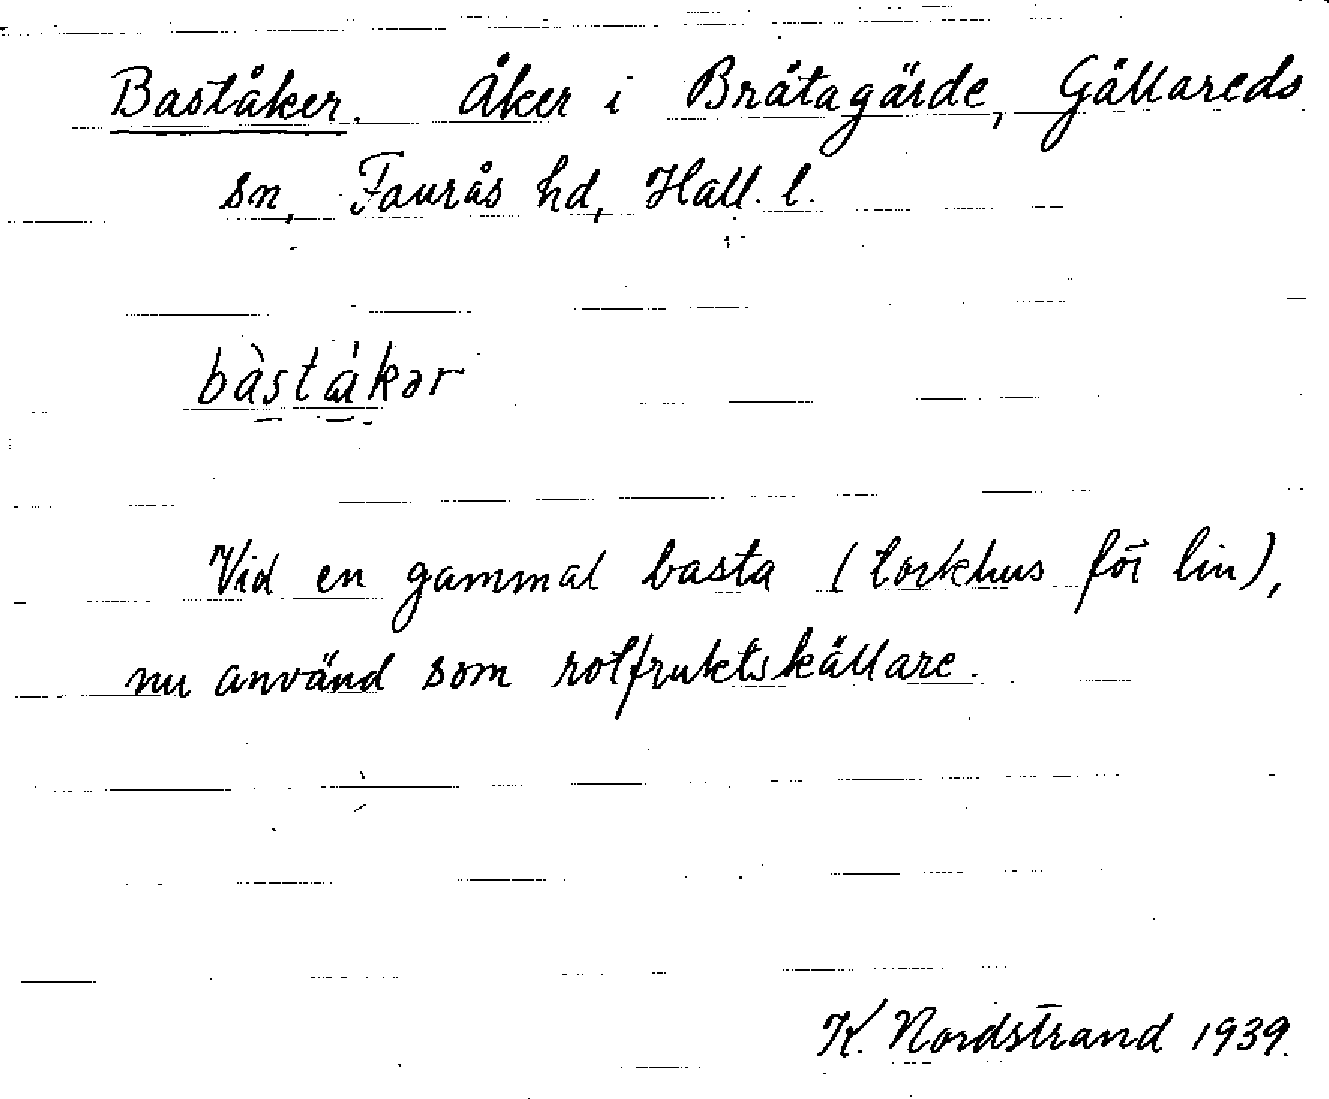 Baståker. Åker i Bråtagärde, Gällareds
sn, Faurås hd, Hall. l.
bàståkər
Vid en gammal basta (torkhus för lin),
nu använd som rotfruktskällare.
K. Nordstrand 1939.